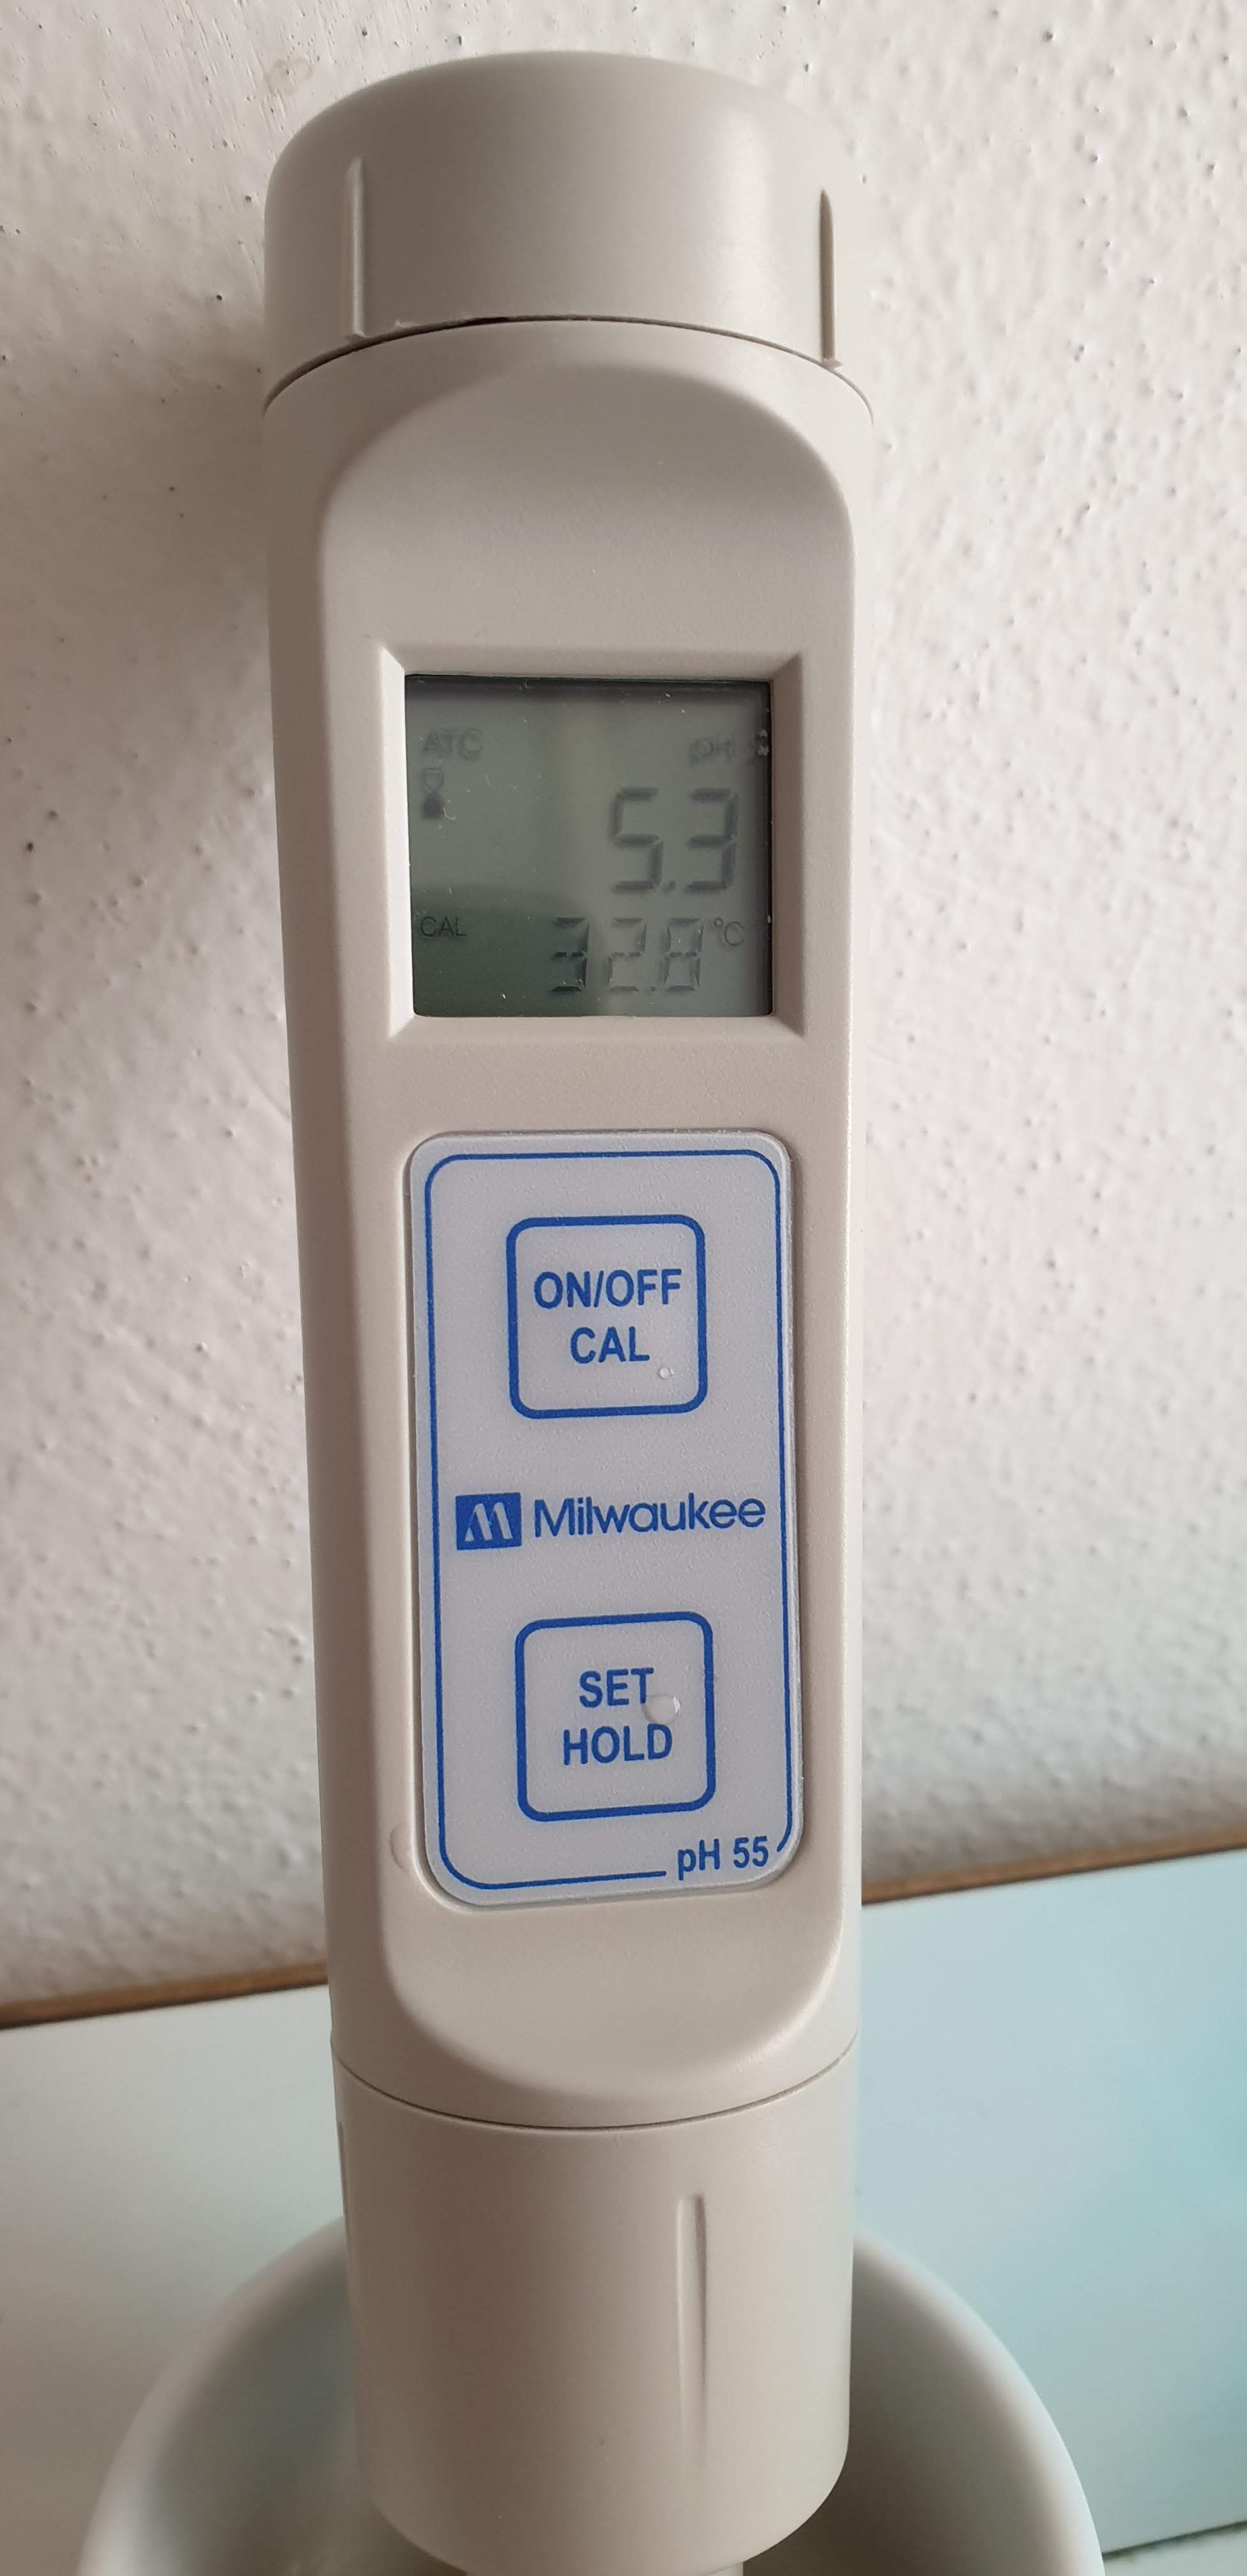 ATC pH
5.3
CAL 32.8 °C
ON/OFF
CAL
Milwaukee
SET
HOLD
pH 55